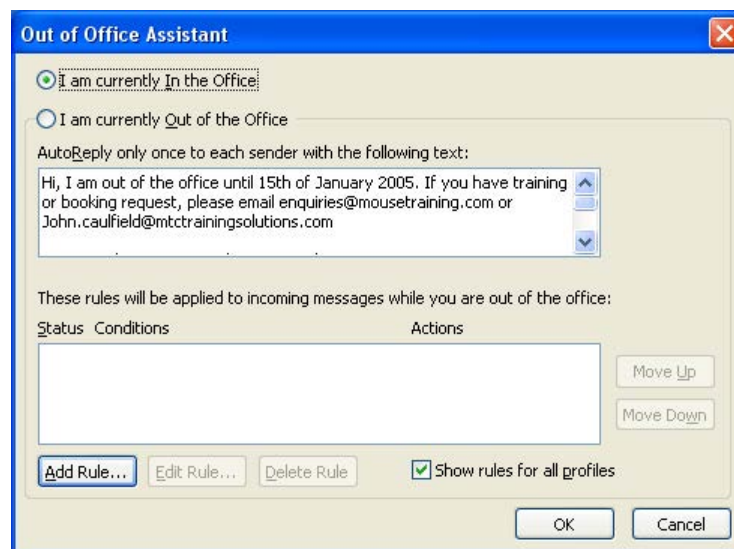 Out of Office Assistant
I am currently In the Office
I am currently Out of the Office
AutoReply only once to each sender with the following text:
Hi, I am out of the office until 15th of January 2005. If you have training
or booking request, please email enquiries@mousetraining.com or
John.caulfield@mtctrainingsolutions.com
These rules will be applied to incoming messages while you are out of the office:
Status Conditions Actions
Move Up
Move Down
Add Rule... Edit Rule... Delete Rule Show rules for all profiles
OK Cancel